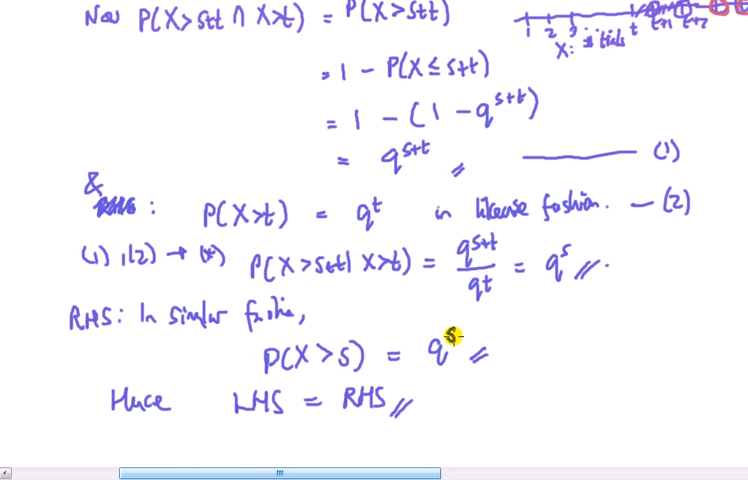 Now P(X>s+t ∩ X>t) = P(X>s+t)
1 2 3 t t+1 t+2
X: # trials
= 1 - P(X≤s+t)
= 1 - (1 - q^{s+t})
= q^{s+t} // ——— (1)
&
RHS: P(X>t) = q^t in likewise fashion. — (2)
(1),(2) → (*) P(X>s+t | X>t) = q^{s+t}/q^t = q^s //.
RHS: In similar fashion,
P(X>s) = q^s //
Hence LHS = RHS //